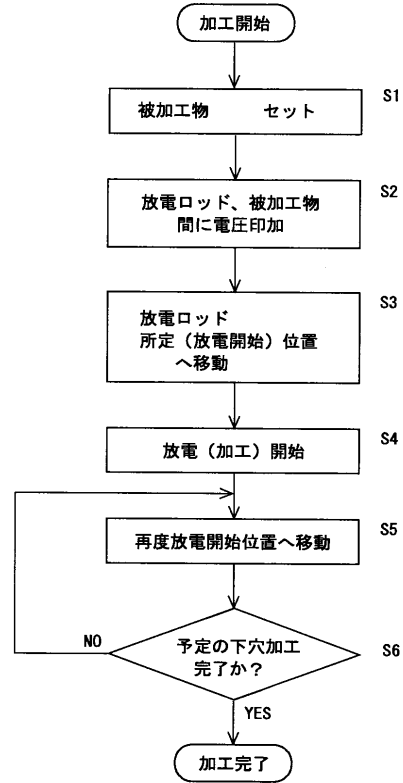 加工開始
S1
被加工物 セット
S2
放電ロッド、被加工物
間に電圧印加
S3
放電ロッド
所定（放電開始）位置
へ移動
S4
放電（加工）開始
S5
再度放電開始位置へ移動
NO
予定の下穴加工
完了か？
S6
YES
加工完了